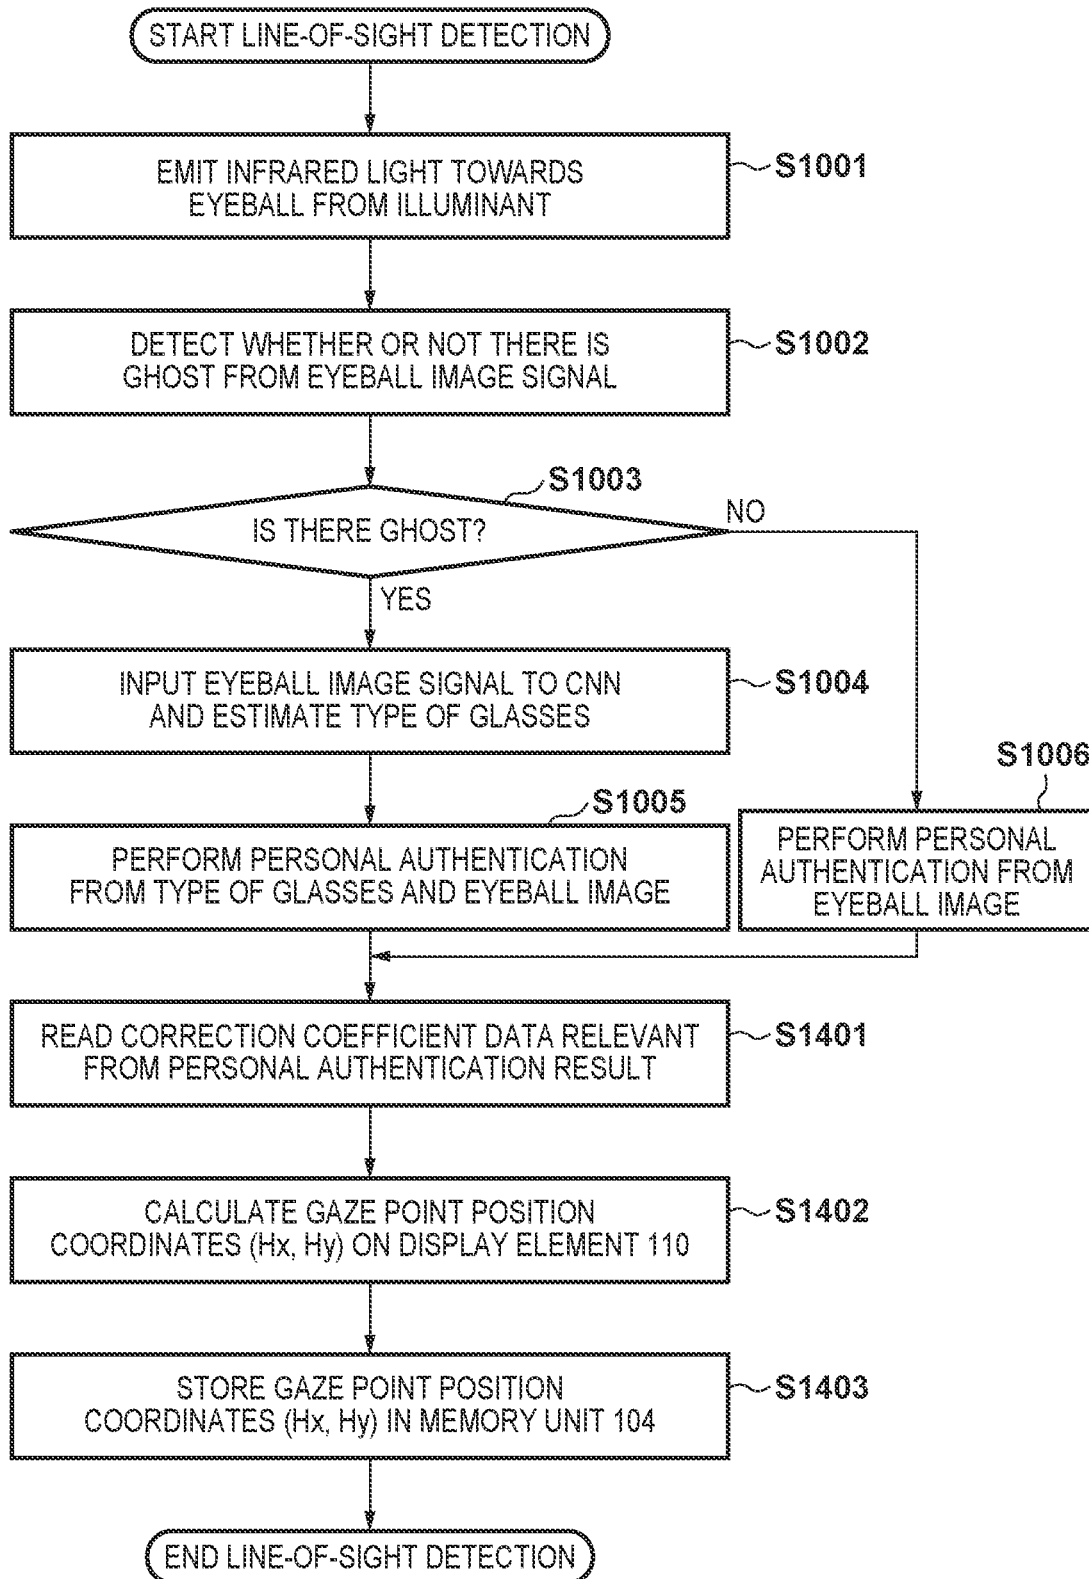 START LINE-OF-SIGHT DETECTION
EMIT INFRARED LIGHT TOWARDS
EYEBALL FROM ILLUMINANT
S1001
DETECT WHETHER OR NOT THERE IS
GHOST FROM EYEBALL IMAGE SIGNAL
S1002
S1003
IS THERE GHOST?
NO
YES
INPUT EYEBALL IMAGE SIGNAL TO CNN
AND ESTIMATE TYPE OF GLASSES
S1004
S1005
PERFORM PERSONAL AUTHENTICATION
FROM TYPE OF GLASSES AND EYEBALL IMAGE
S1006
PERFORM PERSONAL
AUTHENTICATION FROM
EYEBALL IMAGE
READ CORRECTION COEFFICIENT DATA RELEVANT
FROM PERSONAL AUTHENTICATION RESULT
S1401
CALCULATE GAZE POINT POSITION
COORDINATES (Hx, Hy) ON DISPLAY ELEMENT 110
S1402
STORE GAZE POINT POSITION
COORDINATES (Hx, Hy) IN MEMORY UNIT 104
S1403
END LINE-OF-SIGHT DETECTION